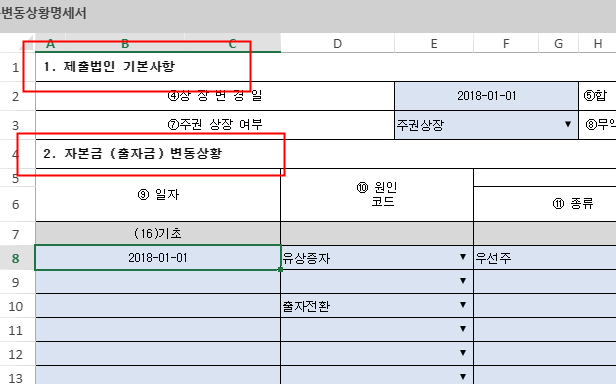 변동상황명세서
A B C D E F G H
1 1. 제출법인 기본사항
2 ④상 장 변 경 일 2018-01-01 ⑤합
3 ⑦주권 상장 여부 주권상장 ▼ ⑧무익
4 2. 자본금 (출자금) 변동상황
5
6 ⑨ 일자 ⑩ 원인 코드 ⑪ 종류
7 (16)기초
8 2018-01-01 유상증자 ▼ 우선주
9 ▼
10 출자전환 ▼
11 ▼
12 ▼
13 ▼